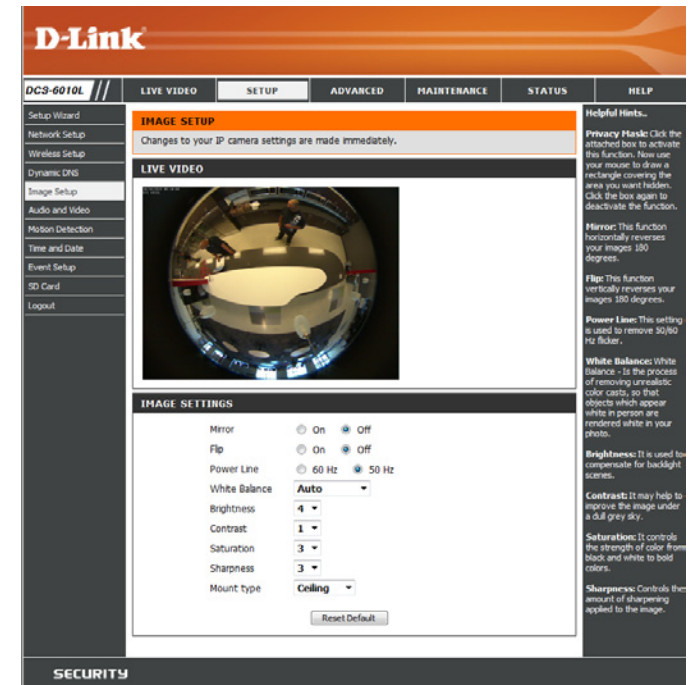 D-Link
DCS-6010L
LIVE VIDEO
SETUP
ADVANCED
MAINTENANCE
STATUS
HELP
Setup Wizard
Network Setup
Wireless Setup
Dynamic DNS
Image Setup
Audio and Video
Motion Detection
Time and Date
Event Setup
SD Card
Logout
IMAGE SETUP
Changes to your IP camera settings are made immediately.
LIVE VIDEO
IMAGE SETTINGS
Mirror On Off
Flip On Off
Power Line 60 Hz 50 Hz
White Balance Auto
Brightness 4
Contrast 1
Saturation 3
Sharpness 3
Mount type Ceiling
Reset Default
Helpful Hints..
Privacy Mask: Click the
attached box to activate
this function. Now use
your mouse to draw a
rectangle covering the
area you want hidden.
Click the box again to
deactivate the function.
Mirror: This function
horizontally reverses
your images 180
degrees.
Flip: This function
vertically reverses your
images 180 degrees.
Power Line: This setting
is used to remove 50/60
Hz flicker.
White Balance: White
Balance - Is the process
of removing unrealistic
color casts, so that
objects which appear
white in person are
rendered white in your
photo.
Brightness: It is used to
compensate for backlight
scenes.
Contrast: It may help to
improve the image under
a dull grey sky.
Saturation: It controls
the strength of color from
black and white to bold
colors.
Sharpness: Controls the
amount of sharpening
applied to the image.
SECURITY